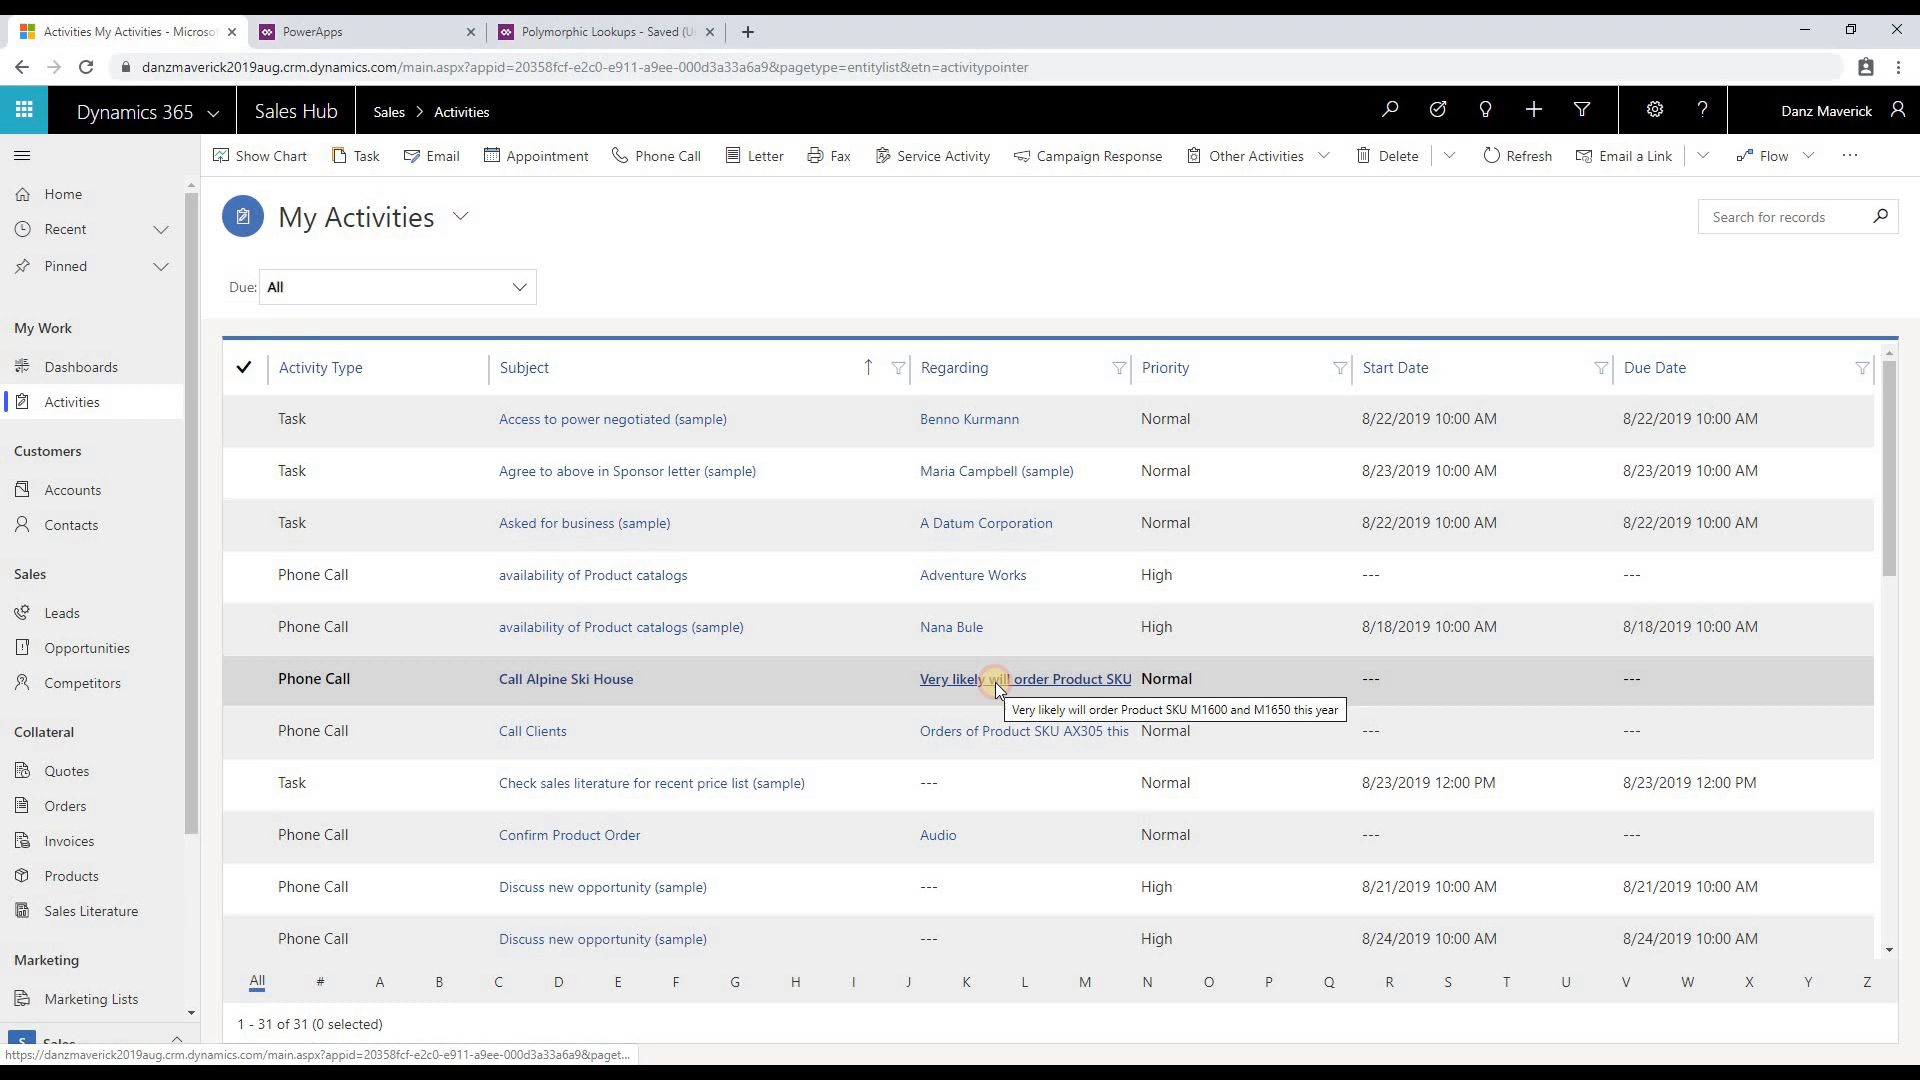 Activities My Activities - Microso
PowerApps
Polymorphic Lookups - Saved (U
danzmaverick2019aug.crm.dynamics.com/main.aspx?appid=20358fcf-e2c0-e911-a9ee-000d3a33a6a9&pagetype=entitylist&etn=activitypointer
Dynamics 365 Sales Hub Sales > Activities Danz Maverick
Show Chart Task Email Appointment Phone Call Letter Fax Service Activity Campaign Response Other Activities Delete Refresh Email a Link Flow
Home
Recent
Pinned
My Work
Dashboards
Activities
Customers
Accounts
Contacts
Sales
Leads
Opportunities
Competitors
Collateral
Quotes
Orders
Invoices
Products
Sales Literature
Marketing
Marketing Lists
S Sales
My Activities
Search for records
Due: All
Activity Type Subject Regarding Priority Start Date Due Date
Task Access to power negotiated (sample) Benno Kurmann Normal 8/22/2019 10:00 AM 8/22/2019 10:00 AM
Task Agree to above in Sponsor letter (sample) Maria Campbell (sample) Normal 8/23/2019 10:00 AM 8/23/2019 10:00 AM
Task Asked for business (sample) A Datum Corporation Normal 8/22/2019 10:00 AM 8/22/2019 10:00 AM
Phone Call availability of Product catalogs Adventure Works High --- ---
Phone Call availability of Product catalogs (sample) Nana Bule High 8/18/2019 10:00 AM 8/18/2019 10:00 AM
Phone Call Call Alpine Ski House Very likely will order Product SKU Normal --- ---
Very likely will order Product SKU M1600 and M1650 this year
Phone Call Call Clients Orders of Product SKU AX305 this Normal --- ---
Task Check sales literature for recent price list (sample) --- Normal 8/23/2019 12:00 PM 8/23/2019 12:00 PM
Phone Call Confirm Product Order Audio Normal --- ---
Phone Call Discuss new opportunity (sample) --- High 8/21/2019 10:00 AM 8/21/2019 10:00 AM
Phone Call Discuss new opportunity (sample) --- High 8/24/2019 10:00 AM 8/24/2019 10:00 AM
All # A B C D E F G H I J K L M N O P Q R S T U V W X Y Z
1 - 31 of 31 (0 selected)
https://danzmaverick2019aug.crm.dynamics.com/main.aspx?appid=20358fcf-e2c0-e911-a9ee-000d3a33a6a9&paget...